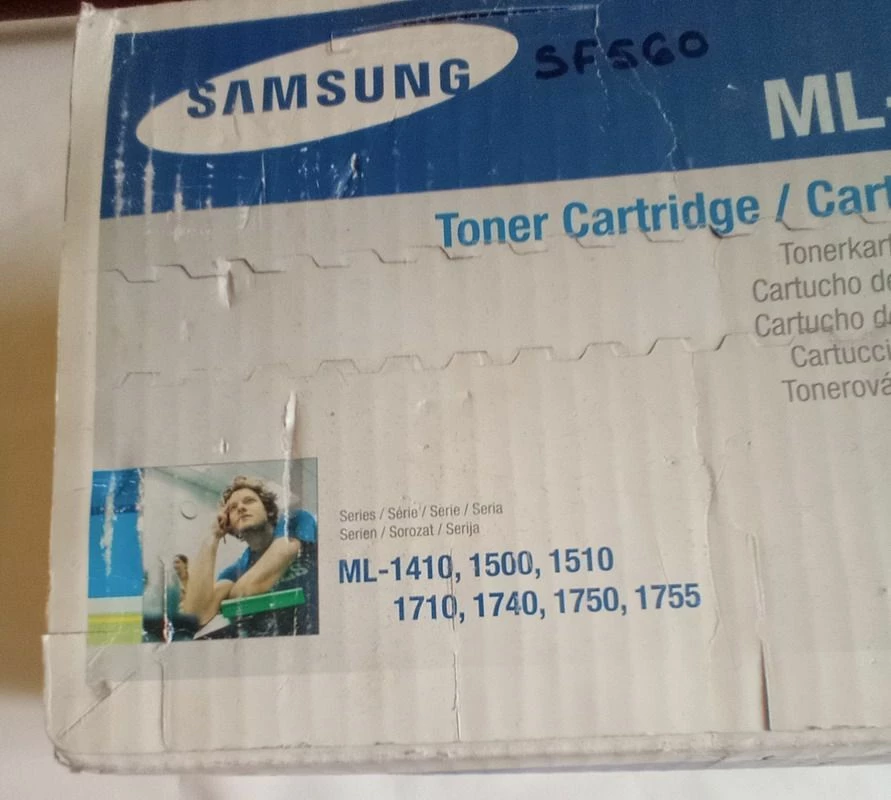 SAMSUNG
SF560
ML-
Toner Cartridge / Cart
Tonerkar
Cartucho de
Cartucho d
Cartucci
Tonerová
Series / Série / Serie / Seria
Serien / Sorozat / Serija
ML-1410, 1500, 1510
1710, 1740, 1750, 1755